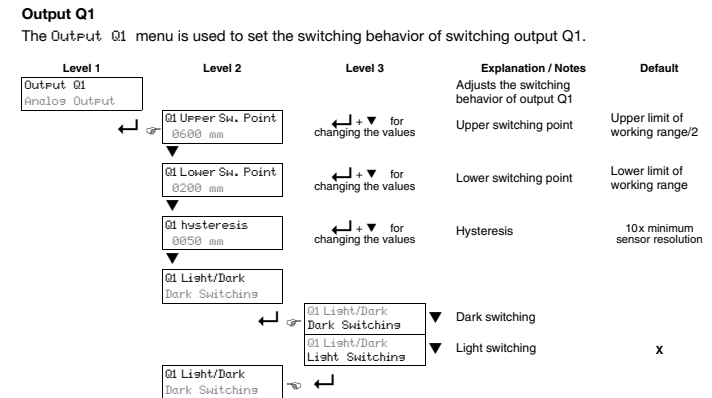 Output Q1
The Output Q1 menu is used to set the switching behavior of switching output Q1.
Level 1 Level 2 Level 3 Explanation / Notes Default
Output Q1
Analog Output
Adjusts the switching
behavior of output Q1
Q1 Upper Sw. Point
0600 mm
+ ▼ for
changing the values
Upper switching point
Upper limit of
working range/2
Q1 Lower Sw. Point
0200 mm
+ ▼ for
changing the values
Lower switching point
Lower limit of
working range
Q1 hysteresis
0050 mm
+ ▼ for
changing the values
Hysteresis
10x minimum
sensor resolution
Q1 Light/Dark
Dark Switching
Q1 Light/Dark
Dark Switching
Dark switching
Q1 Light/Dark
Light Switching
Light switching
X
Q1 Light/Dark
Dark Switching